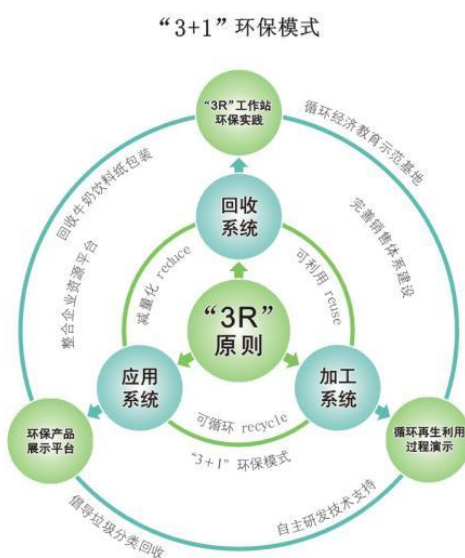 “3+1”环保模式
“3R”工作站
环保实践
循环经济教育示范基地
回收牛奶饮料纸包装
回收
系统
完善销售体系建设
整合企业资源平台
减量化 reduce
可利用 reuse
“3R”
原则
应用
系统
加工
系统
可循环 recycle
环保产品
展示平台
循环再生利用
过程演示
“3+1”环保模式
倡导垃圾分类回收
自主研发技术支持